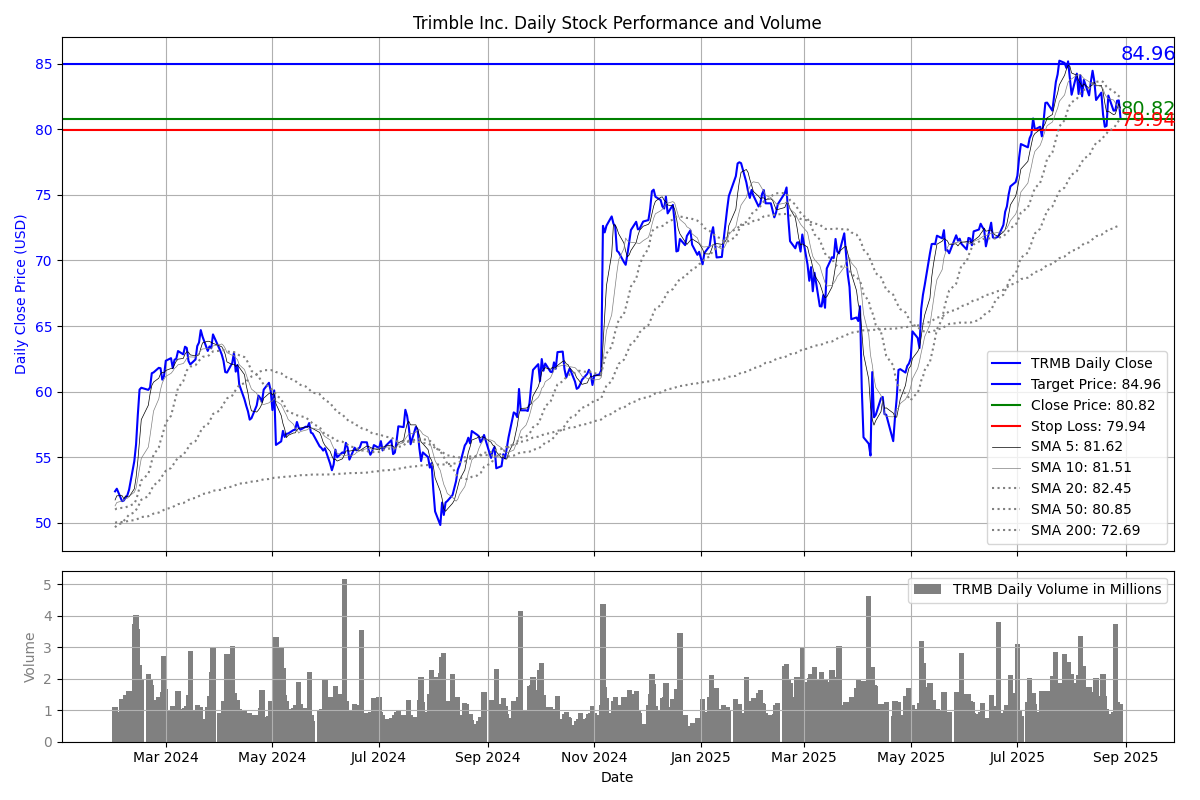 Trimble Inc. Daily Stock Performance and Volume
Daily Close Price (USD)
85
80
75
70
65
60
55
50
84.96
80.82
79.94
TRMB Daily Close
Target Price: 84.96
Close Price: 80.82
Stop Loss: 79.94
SMA 5: 81.62
SMA 10: 81.51
SMA 20: 82.45
SMA 50: 80.85
SMA 200: 72.69
Volume
5
4
3
2
1
0
TRMB Daily Volume in Millions
Mar 2024 May 2024 Jul 2024 Sep 2024 Nov 2024 Jan 2025 Mar 2025 May 2025 Jul 2025 Sep 2025
Date